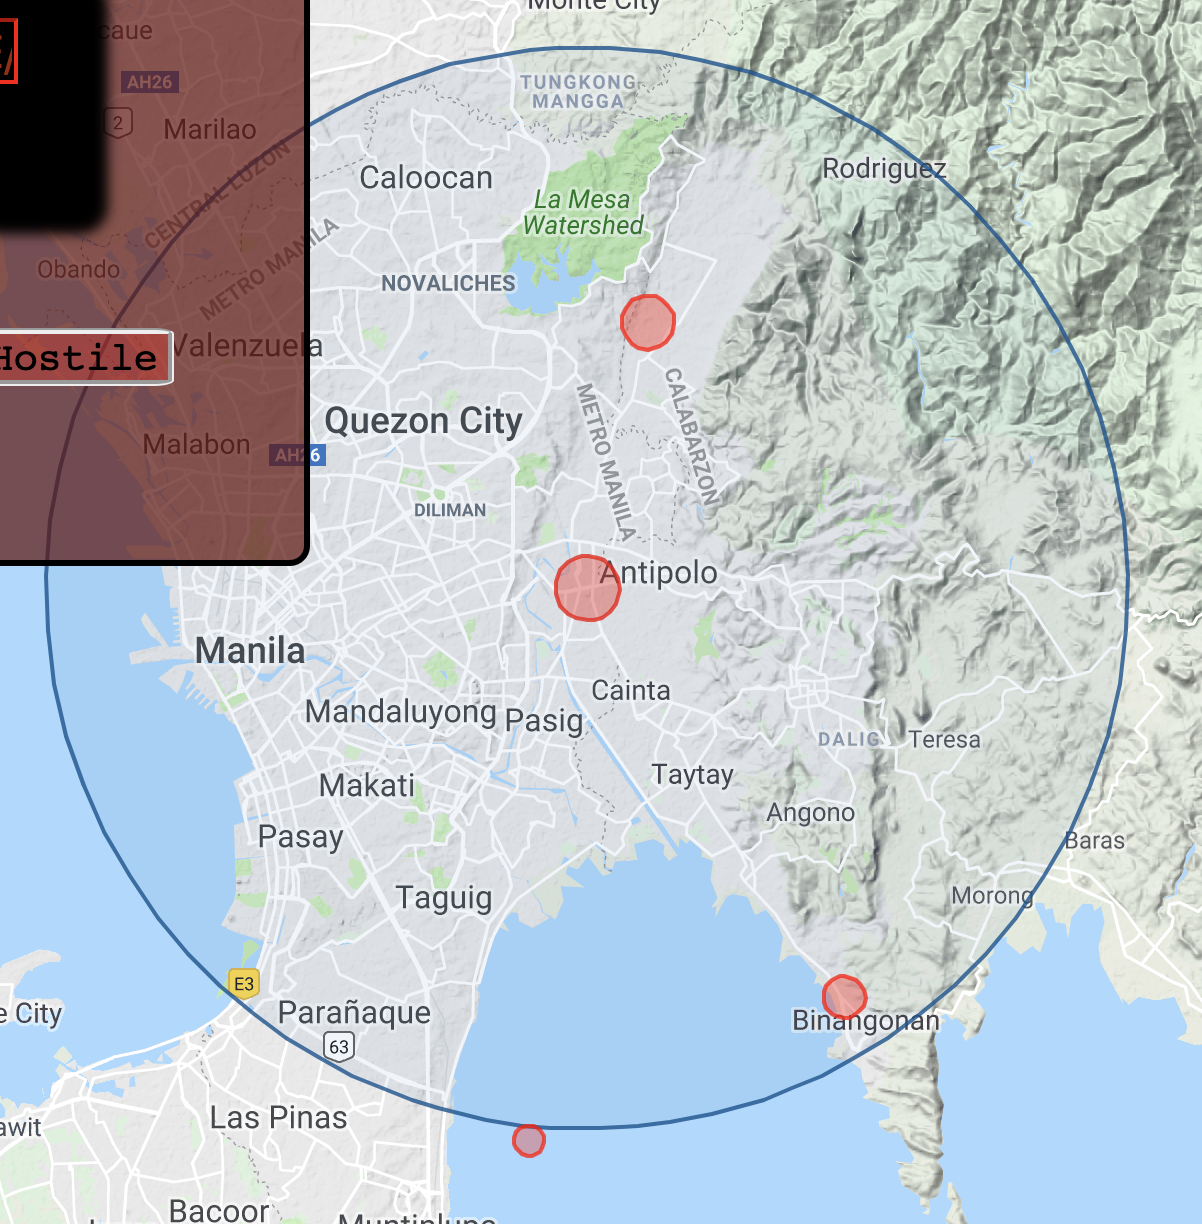 Monte City
caue
AH26
TUNGKONG
MANGGA
2
Marilao
CENTRAL LUZON
Rodriguez
Caloocan
La Mesa
Watershed
METRO MANILA
Obando
NOVALICHES
Valenzuela
Hostile
CALABARZON
METRO MANILA
Quezon City
Malabon
AH26
DILIMAN
Antipolo
Manila
Cainta
Mandaluyong
Pasig
DALIG
Teresa
Taytay
Makati
Angono
Pasay
Baras
Taguig
Morong
E3
e City
Parañaque
Binangonan
63
Las Pinas
awit
Bacoor
Muntinlupa